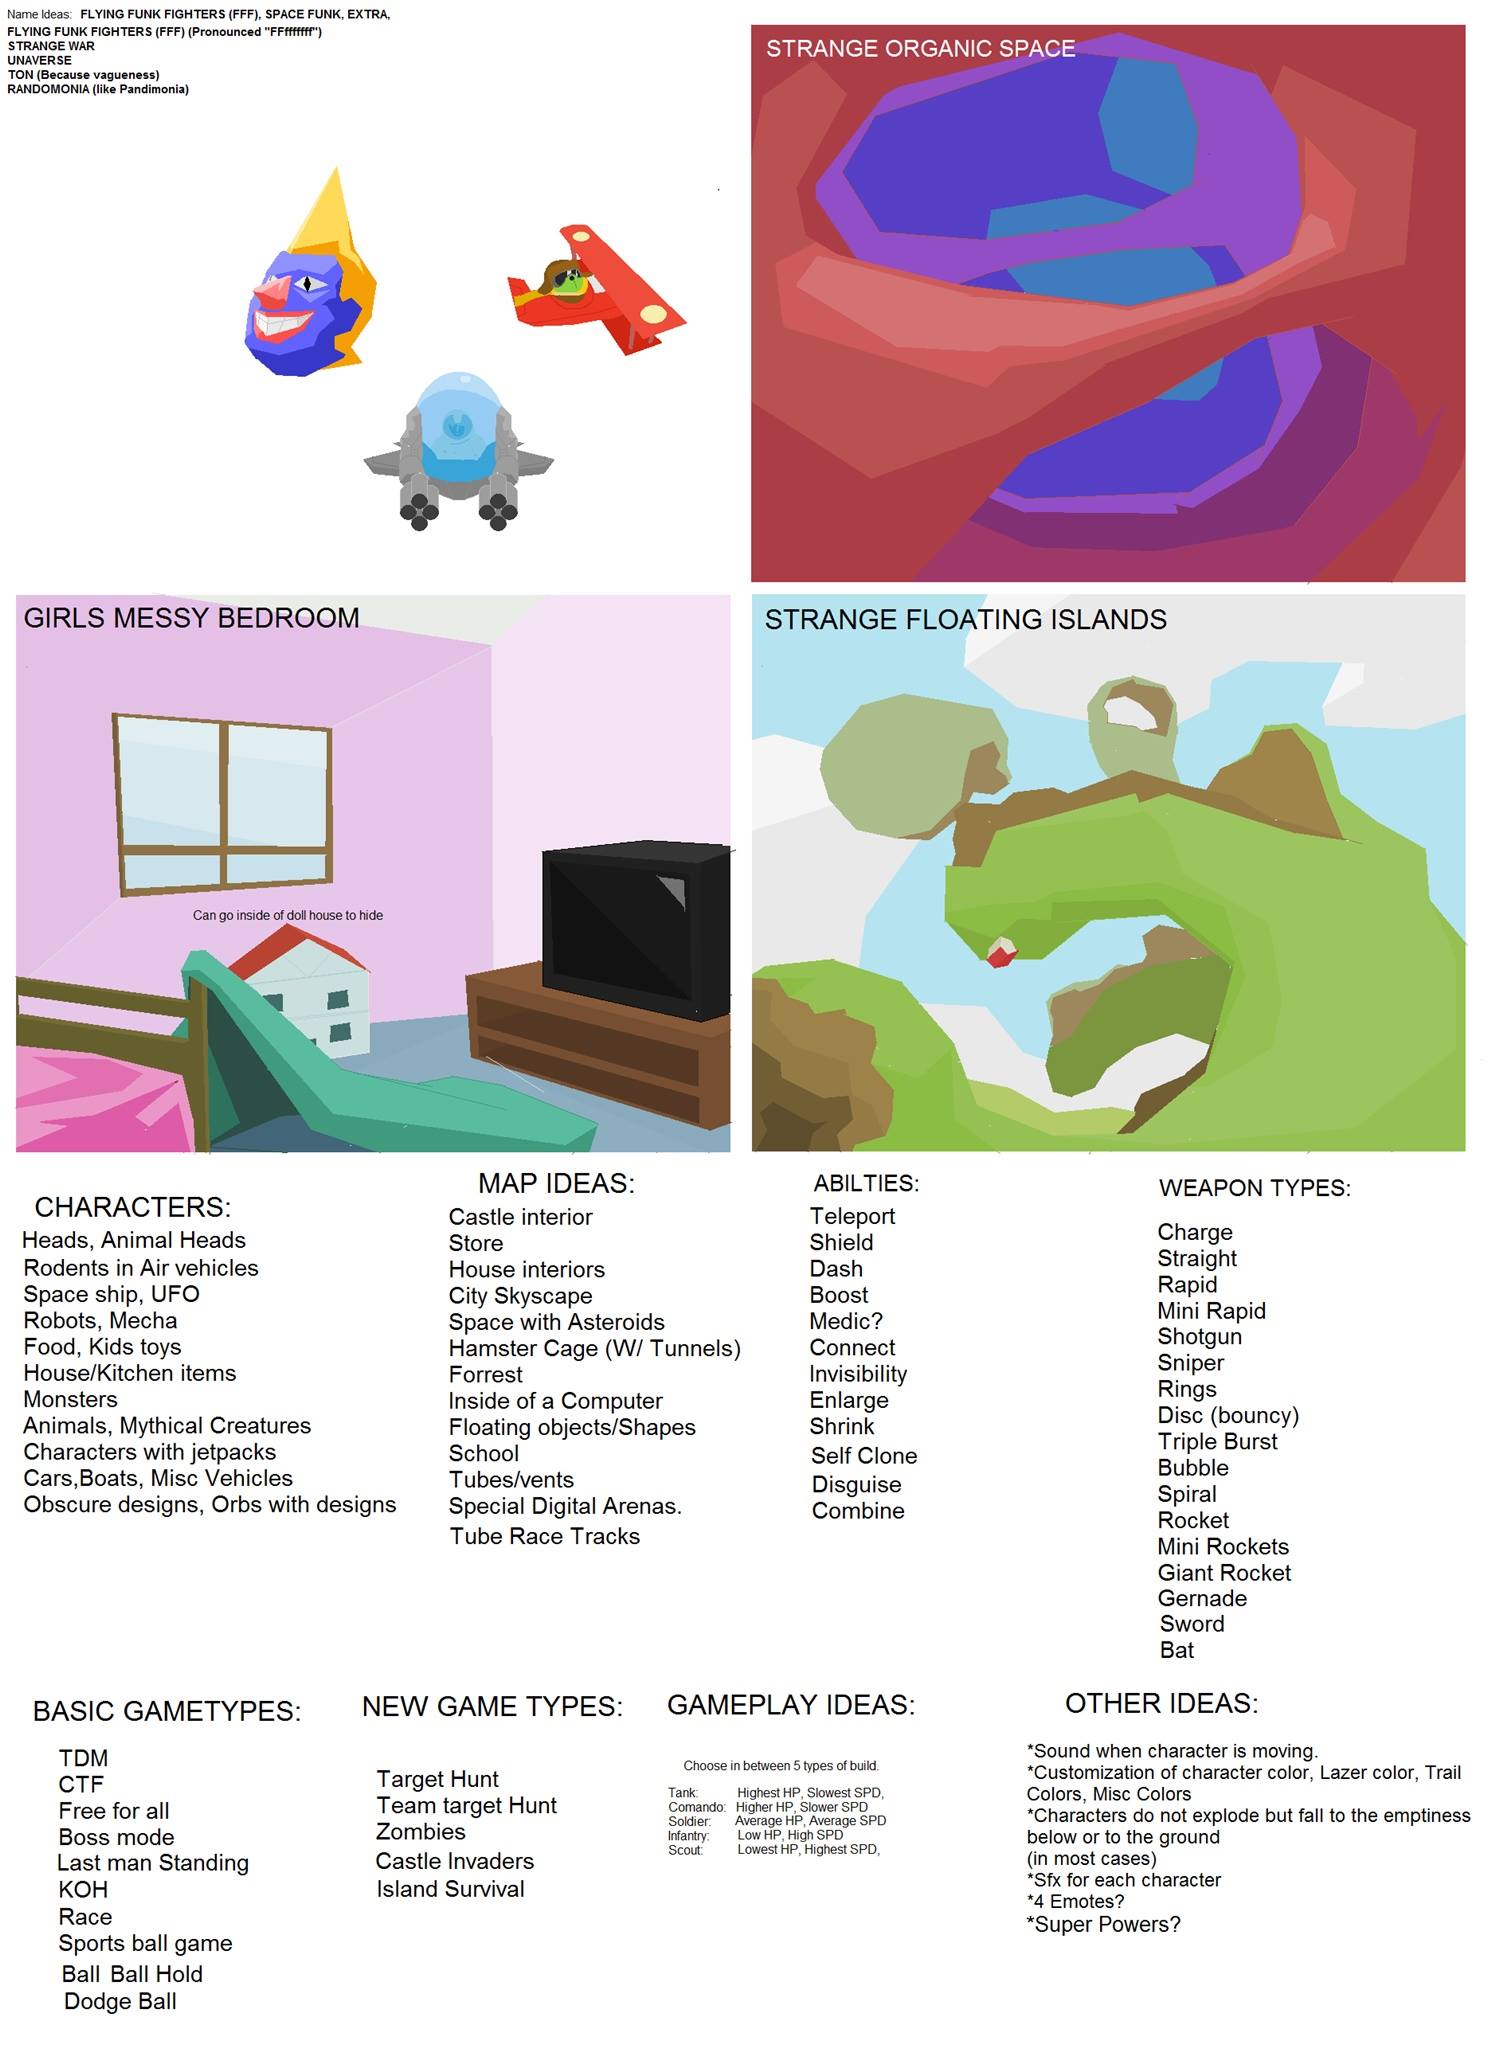 Name Ideas: FLYING FUNK FIGHTERS (FFF), SPACE FUNK, EXTRA,
FLYING FUNK FIGHTERS (FFF) (Pronounced "FFfffffff")
STRANGE WAR
UNAVERSE
TON (Because vagueness)
RANDOMONIA (like Pandimonia)
STRANGE ORGANIC SPACE
GIRLS MESSY BEDROOM
Can go inside of doll house to hide
STRANGE FLOATING ISLANDS
CHARACTERS:
Heads, Animal Heads
Rodents in Air vehicles
Space ship, UFO
Robots, Mecha
Food, Kids toys
House/Kitchen items
Monsters
Animals, Mythical Creatures
Characters with jetpacks
Cars,Boats, Misc Vehicles
Obscure designs, Orbs with designs
MAP IDEAS:
Castle interior
Store
House interiors
City Skyscape
Space with Asteroids
Hamster Cage (W/ Tunnels)
Forrest
Inside of a Computer
Floating objects/Shapes
School
Tubes/vents
Special Digital Arenas.
Tube Race Tracks
ABILTIES:
Teleport
Shield
Dash
Boost
Medic?
Connect
Invisibility
Enlarge
Shrink
Self Clone
Disguise
Combine
WEAPON TYPES:
Charge
Straight
Rapid
Mini Rapid
Shotgun
Sniper
Rings
Disc (bouncy)
Triple Burst
Bubble
Spiral
Rocket
Mini Rockets
Giant Rocket
Gernade
Sword
Bat
BASIC GAMETYPES:
TDM
CTF
Free for all
Boss mode
Last man Standing
KOH
Race
Sports ball game
Ball Ball Hold
Dodge Ball
NEW GAME TYPES:
Target Hunt
Team target Hunt
Zombies
Castle Invaders
Island Survival
GAMEPLAY IDEAS:
Choose in between 5 types of build.
Tank: Highest HP, Slowest SPD,
Comando: Higher HP, Slower SPD
Soldier: Average HP, Average SPD
Infantry: Low HP, High SPD
Scout: Lowest HP, Highest SPD,
OTHER IDEAS:
*Sound when character is moving.
*Customization of character color, Lazer color, Trail
Colors, Misc Colors
*Characters do not explode but fall to the emptiness
below or to the ground
(in most cases)
*Sfx for each character
*4 Emotes?
*Super Powers?